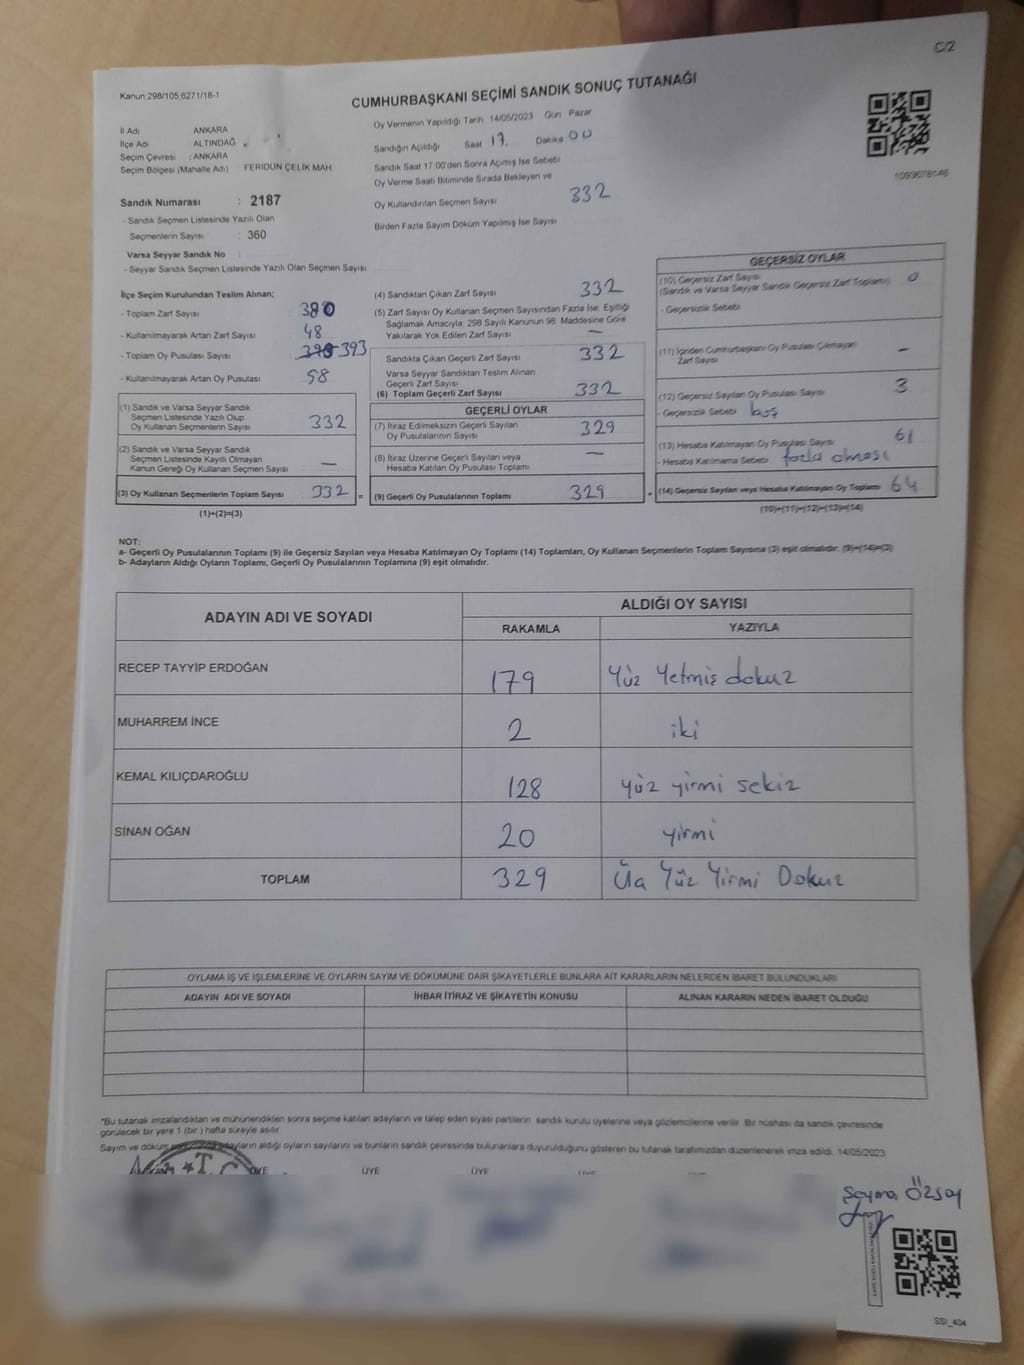 C/2
Kanun 298/105,6271/18-1
CUMHURBAŞKANI SEÇİMİ SANDIK SONUÇ TUTANAĞI
İl Adı ANKARA
İlçe Adı ALTINDAĞ
Seçim Çevresi : ANKARA
Seçim Bölgesi (Mahalle Adı) FERİDUN ÇELİK MAH
Sandık Numarası : 2187
- Sandık Seçmen Listesinde Yazılı Olan
Seçmenlerin Sayısı : 360
Varsa Seyyar Sandık No :
- Seyyar Sandık Seçmen Listesinde Yazılı Olan Seçmen Sayısı
Oy Vermenin Yapıldığı Tarih 14/05/2023 Gün Pazar
Sandığın Açıldığı Saat 17 Dakika 00
Sandık Saat 17:00'den Sonra Açımış İse Sebebi
Oy Verme Saati Bitiminde Sırada Bekleyen ve
Oy Kullandırılan Seçmen Sayısı 332
Birden Fazla Sayım Döküm Yapılmış İse Sayısı
1099678148
İlçe Seçim Kurulundan Teslim Alınan;
- Toplam Zarf Sayısı 380
- Kullanılmayarak Artan Zarf Sayısı 48
- Toplam Oy Pusulası Sayısı 393
- Kullanılmayarak Artan Oy Pusulası 58
(1) Sandık ve Varsa Seyyar Sandık
Seçmen Listesinde Yazılı Olup
Oy Kullanan Seçmenlerin Sayısı 332
(2) Sandık ve Varsa Seyyar Sandık
Seçmen Listesinde Kayıtlı Olmayan
Kanun Gereği Oy Kullanan Seçmen Sayısı —
(3) Oy Kullanan Seçmenlerin Toplam Sayısı 332 =
(1)+(2)=(3)
(4) Sandıktan Çıkan Zarf Sayısı 332
(5) Zarf Sayısı Oy Kullanan Seçmen Sayısından Fazla İse, Eşitliği
Sağlamak Amacıyla; 298 Sayılı Kanunun 98. Maddesine Göre
Yakılarak Yok Edilen Zarf Sayısı —
Sandıkta Çıkan Geçerli Zarf Sayısı 332
Varsa Seyyar Sandıktan Teslim Alınan
Geçerli Zarf Sayısı
(6) Toplam Geçerli Zarf Sayısı 332
GEÇERLİ OYLAR
(7) İtiraz Edilmeksizin Geçerli Sayılan
Oy Pusulalarının Sayısı 329
(8) İtiraz Üzerine Geçerli Sayılan veya
Hesaba Katılan Oy Pusulası Toplamı —
(9) Geçerli Oy Pusulalarının Toplamı 329 +
GEÇERSİZ OYLAR
(10) Geçersiz Zarf Sayısı
(Sandık ve Varsa Seyyar Sandık Geçersiz Zarf Toplamı) 0
- Geçersizlik Sebebi
(11) İçinden Cumhurbaşkanı Oy Pusulası Çıkmayan
Zarf Sayısı —
(12) Geçersiz Sayılan Oy Pusulası Sayısı 3
- Geçersizlik Sebebi boş
(13) Hesaba Katılmayan Oy Pusulası Sayısı 61
- Hesaba Katılmama Sebebi fazla olması
(14) Geçersiz Sayılan veya Hesaba Katılmayan Oy Toplamı 64
(10)+(11)+(12)+(13)=(14)
NOT:
a- Geçerli Oy Pusulalarının Toplamı (9) ile Geçersiz Sayılan veya Hesaba Katılmayan Oy Toplamı (14) Toplamları, Oy Kullanan Seçmenlerin Toplam Sayısına (3) eşit olmalıdır. (9)+(14)=(3)
b- Adayların Aldığı Oyların Toplamı, Geçerli Oy Pusulalarının Toplamına (9) eşit olmalıdır.
ADAYIN ADI VE SOYADI
ALDIĞI OY SAYISI
RAKAMLA YAZIYLA
RECEP TAYYİP ERDOĞAN 179 Yüz Yetmiş dokuz
MUHARREM İNCE 2 iki
KEMAL KILIÇDAROĞLU 128 yüz yirmi sekiz
SİNAN OĞAN 20 yirmi
TOPLAM 329 Üç Yüz Yirmi Dokuz
OYLAMA İŞ VE İŞLEMLERİNE VE OYLARIN SAYIM VE DÖKÜMÜNE DAİR ŞİKAYETLERLE BUNLARA AİT KARARLARIN NELERDEN İBARET BULUNDUKLARI
ADAYIN ADI VE SOYADI İHBAR İTİRAZ VE ŞİKAYETİN KONUSU ALINAN KARARIN NEDEN İBARET OLDUĞU
*Bu tutanak imzalandıktan ve mühürlendikten sonra seçime katılan adayların ve talep eden siyasi partilerin sandık kurulu üyelerine veya gözlemcilerine verilir. Bir nüshası da sandık çevresinde
görülecek bir yere 1 (bir ) hafta süreyle asılır.
Sayım ve döküm adayların aldığı oyların sayılarını ve bunların sandık çevresinde bulunanlara duyurulduğunu gösteren bu tutanak tarafımızdan düzenlenerek imza edildi. 14/05/2023
T.C.
ÜYE ÜYE ÜYE
Şeyma ÖZSOY
SSI_404